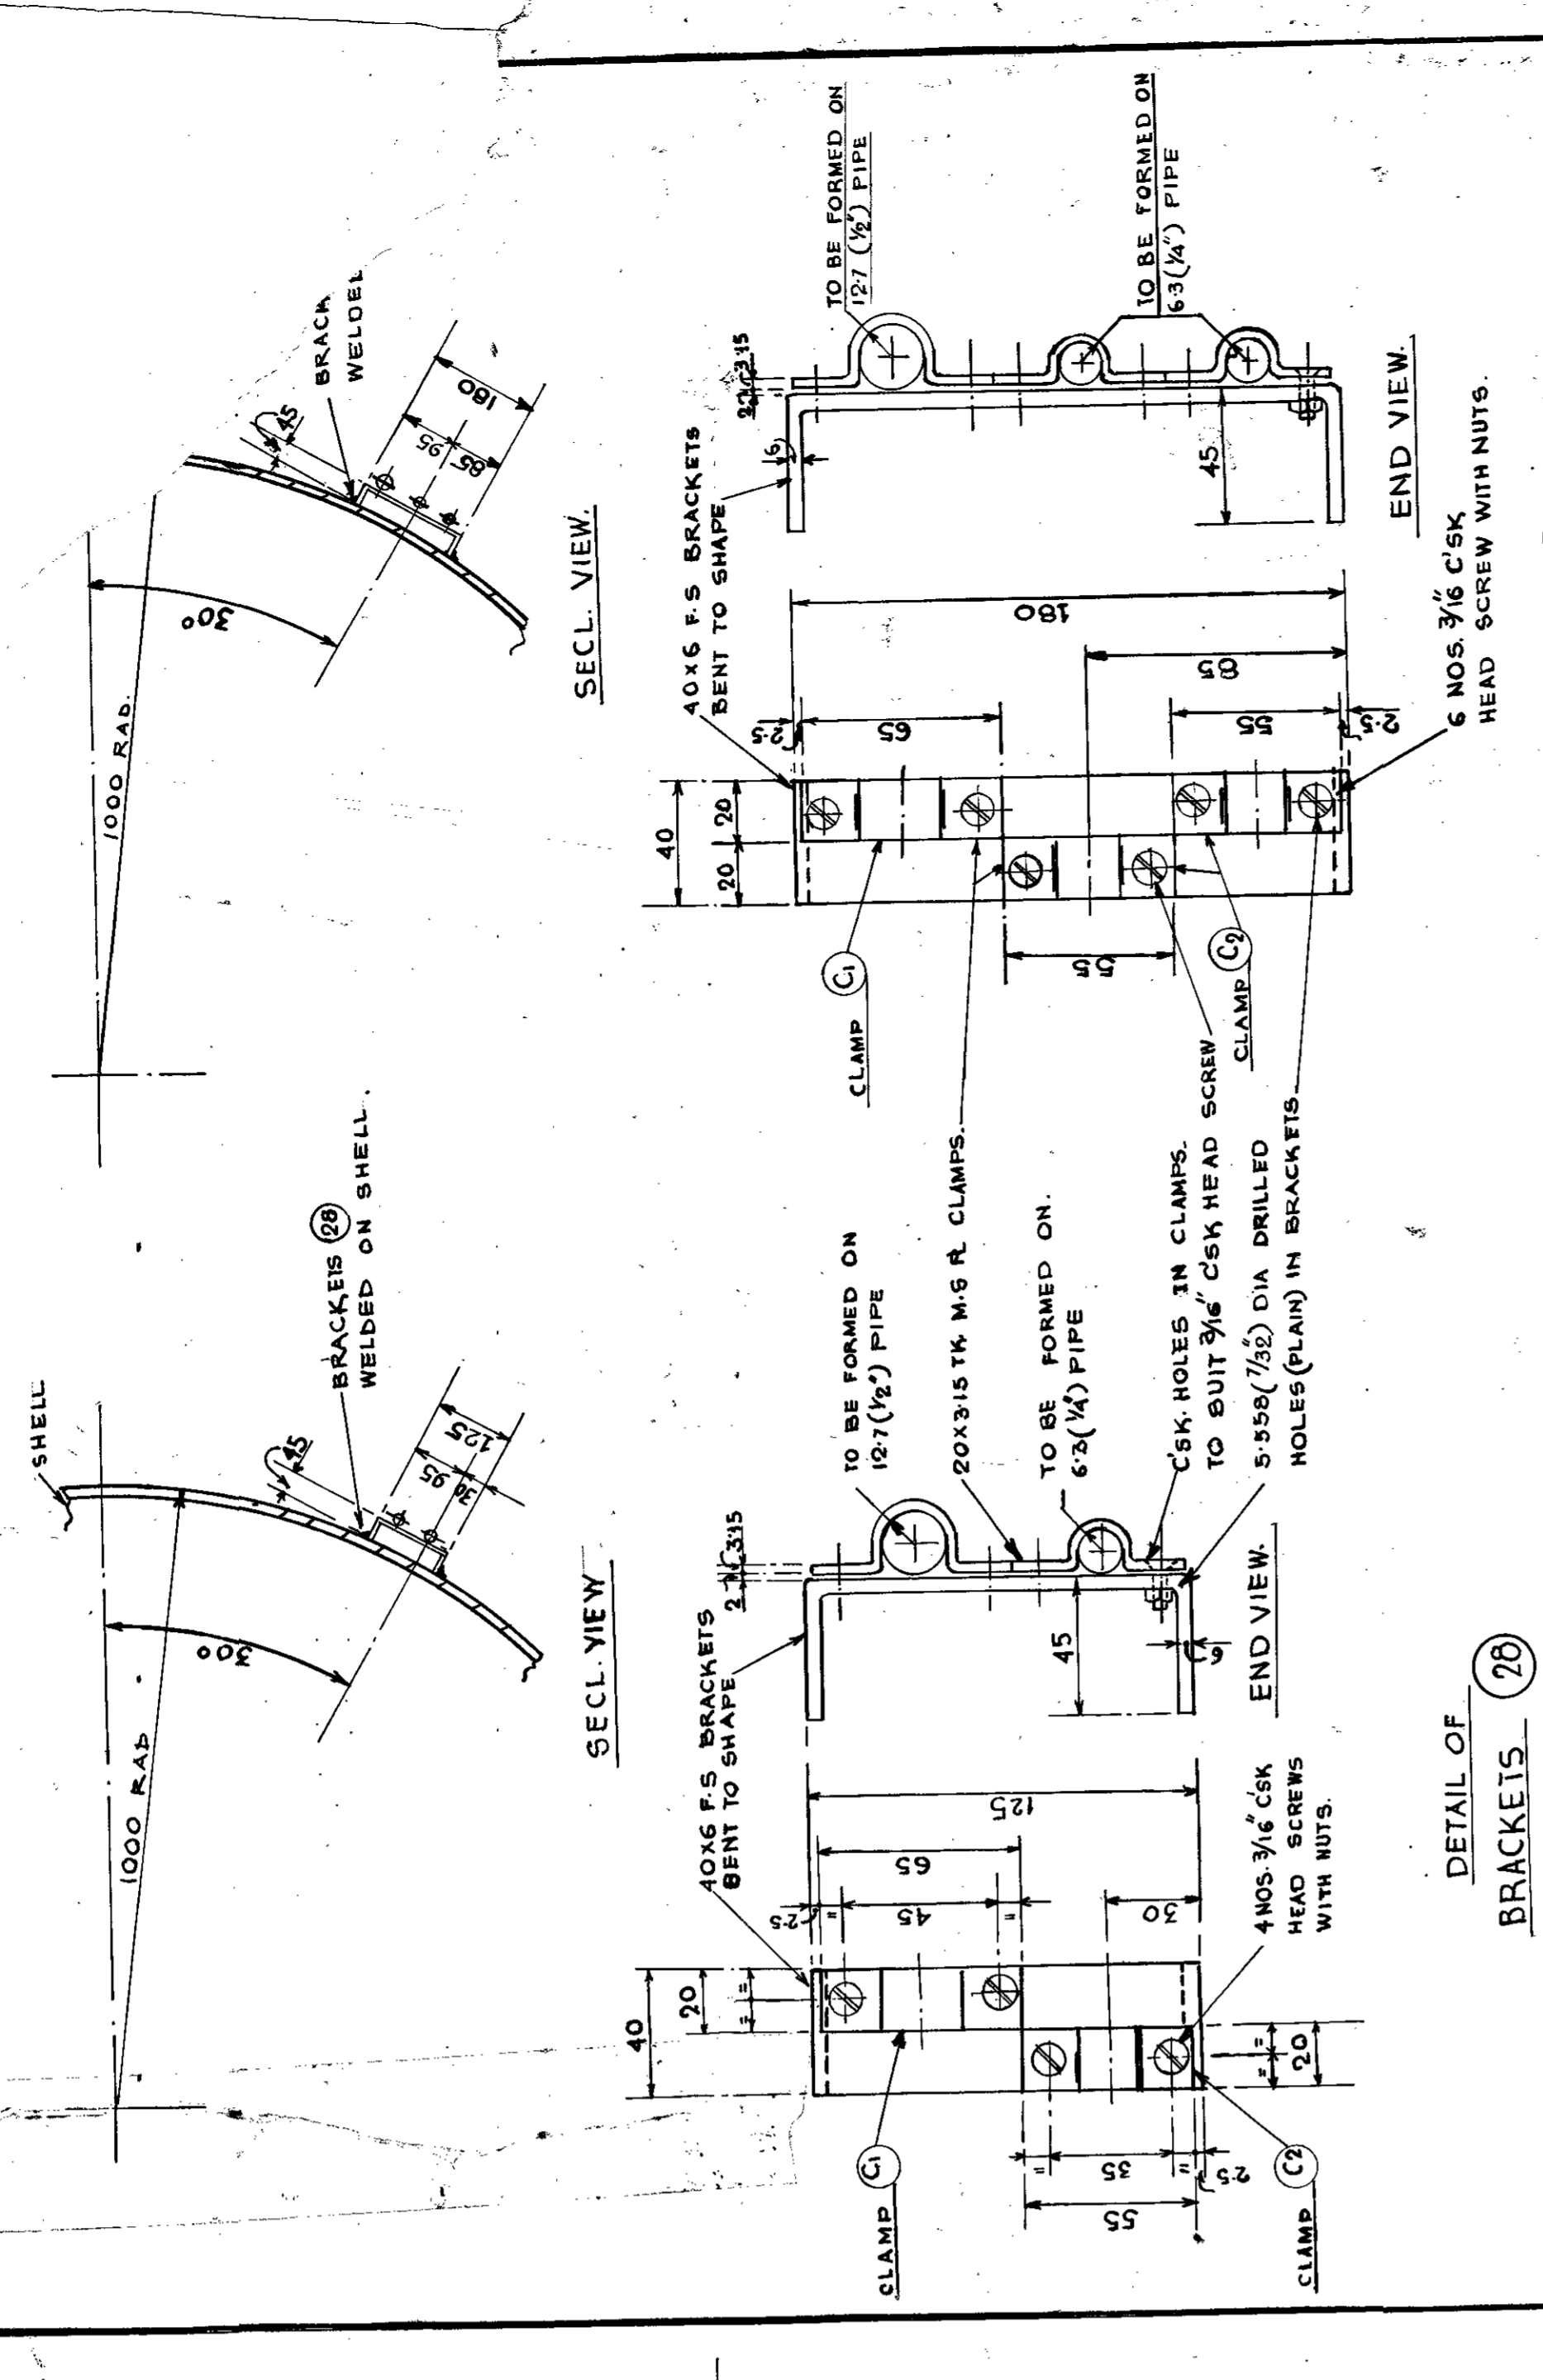 SHELL
1000 RAD
30°
45
95
30
125
BRACKETS 28
WELDED ON SHELL.
SECL. VIEW
1000 RAD.
30°
45
95
85
180
BRACK
WELDED
SECL. VIEW.
40X6 F.S BRACKETS
BENT TO SHAPE
40
20
= =
2.5
=
45
=
65
125
30
= =
20
=
35
=
2.5
55
CLAMP C1
CLAMP C2
4 NOS. 3/16" C'SK
HEAD SCREWS
WITH NUTS.
2
3.15
45
6
END VIEW.
TO BE FORMED ON
12.7 (1/2") PIPE
20X3.15 TK M.S FL CLAMPS.
TO BE FORMED ON.
6.3 (1/4") PIPE
C'SK. HOLES IN CLAMPS.
TO SUIT 3/16" C'SK HEAD SCREW
5.558 (7/32") DIA DRILLED
HOLES (PLAIN) IN BRACKETS
40X6 F.S BRACKETS
BENT TO SHAPE
40
20 20
2.5
65
180
85
55
2.5
55
CLAMP C1
CLAMP C2
6 NOS. 3/16" C'SK
HEAD SCREW WITH NUTS.
2
3.15
6
45
END VIEW.
TO BE FORMED ON
12.7 (1/2") PIPE
TO BE FORMED ON
6.3 (1/4") PIPE
DETAIL OF
BRACKETS 28